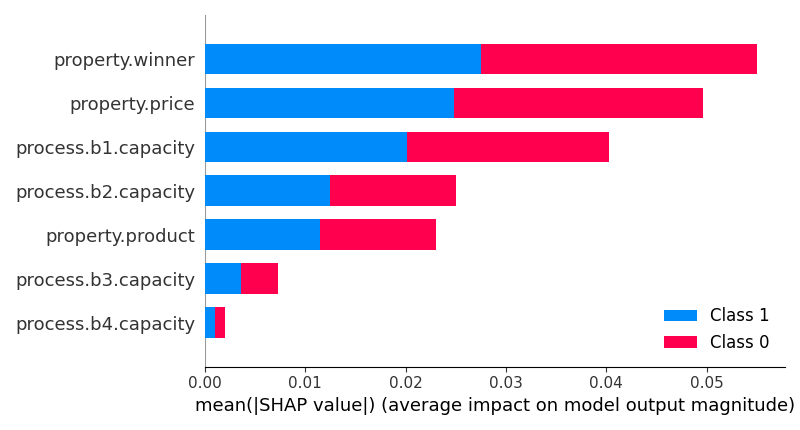 property.winner
property.price
process.b1.capacity
process.b2.capacity
property.product
process.b3.capacity
process.b4.capacity
Class 1
Class 0
0.00 0.01 0.02 0.03 0.04 0.05
mean(|SHAP value|) (average impact on model output magnitude)